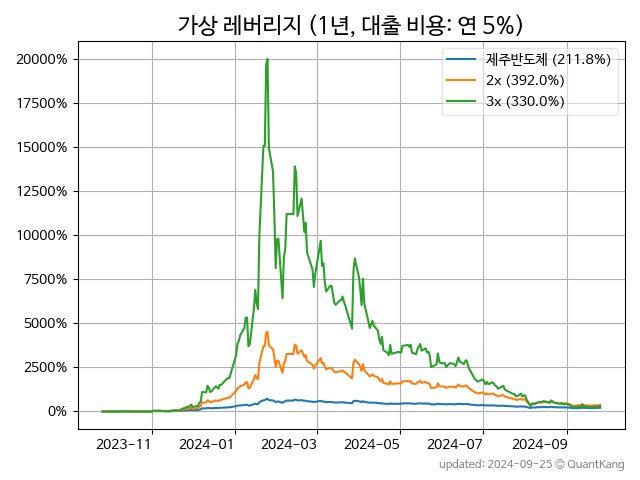 가상 레버리지 (1년, 대출 비용: 연 5%)
20000%
17500%
15000%
12500%
10000%
7500%
5000%
2500%
0%
제주반도체 (211.8%)
2x (392.0%)
3x (330.0%)
2023-11 2024-01 2024-03 2024-05 2024-07 2024-09
updated: 2024-09-25 © QuantKang